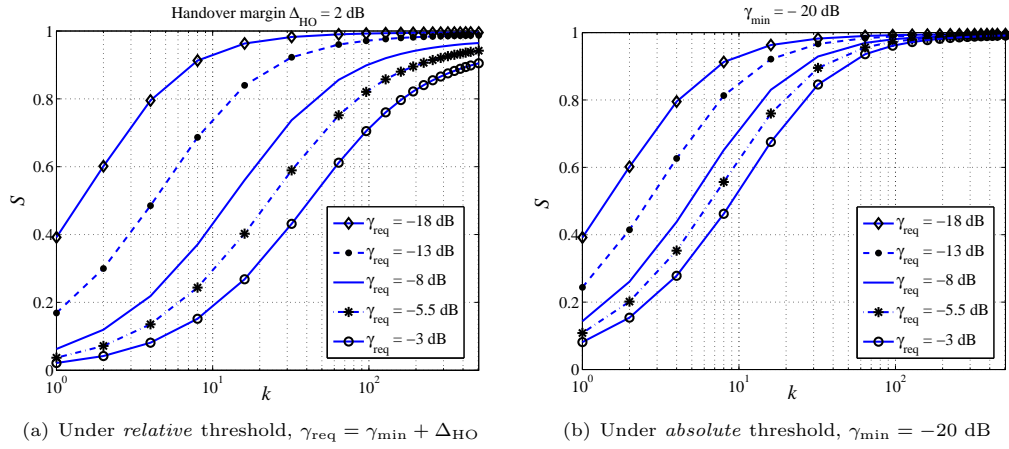 Handover margin Δ_HO = 2 dB
1
0.8
0.6
0.4
0.2
0
S
10^0
10^1
10^2
k
γ_req = −18 dB
γ_req = −13 dB
γ_req = −8 dB
γ_req = −5.5 dB
γ_req = −3 dB
(a) Under relative threshold, γ_req = γ_min + Δ_HO
γ_min = − 20 dB
1
0.8
0.6
0.4
0.2
0
S
10^0
10^1
10^2
k
γ_req = −18 dB
γ_req = −13 dB
γ_req = −8 dB
γ_req = −5.5 dB
γ_req = −3 dB
(b) Under absolute threshold, γ_min = −20 dB